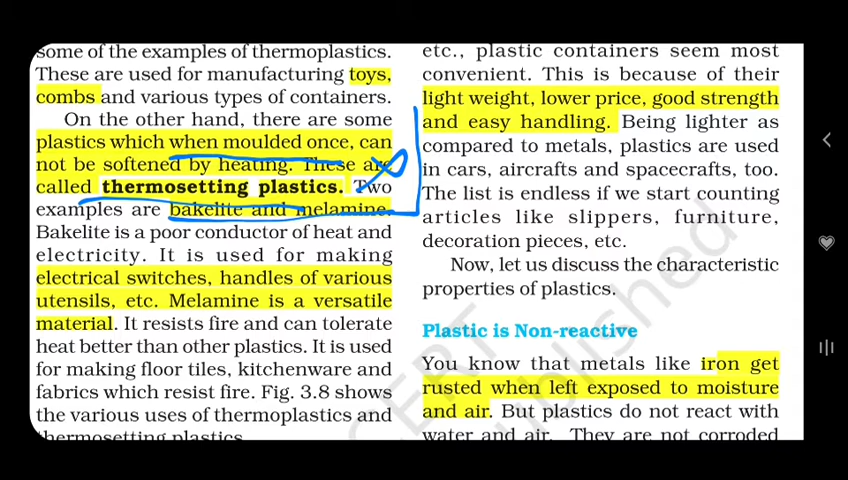 some of the examples of thermoplastics.
These are used for manufacturing toys,
combs and various types of containers.
On the other hand, there are some
plastics which when moulded once, can
not be softened by heating. These are
called thermosetting plastics. Two
examples are bakelite and melamine.
Bakelite is a poor conductor of heat and
electricity. It is used for making
electrical switches, handles of various
utensils, etc. Melamine is a versatile
material. It resists fire and can tolerate
heat better than other plastics. It is used
for making floor tiles, kitchenware and
fabrics which resist fire. Fig. 3.8 shows
the various uses of thermoplastics and
thermosetting plastics.
etc., plastic containers seem most
convenient. This is because of their
light weight, lower price, good strength
and easy handling. Being lighter as
compared to metals, plastics are used
in cars, aircrafts and spacecrafts, too.
The list is endless if we start counting
articles like slippers, furniture,
decoration pieces, etc.
Now, let us discuss the characteristic
properties of plastics.
Plastic is Non-reactive
You know that metals like iron get
rusted when left exposed to moisture
and air. But plastics do not react with
water and air. They are not corroded